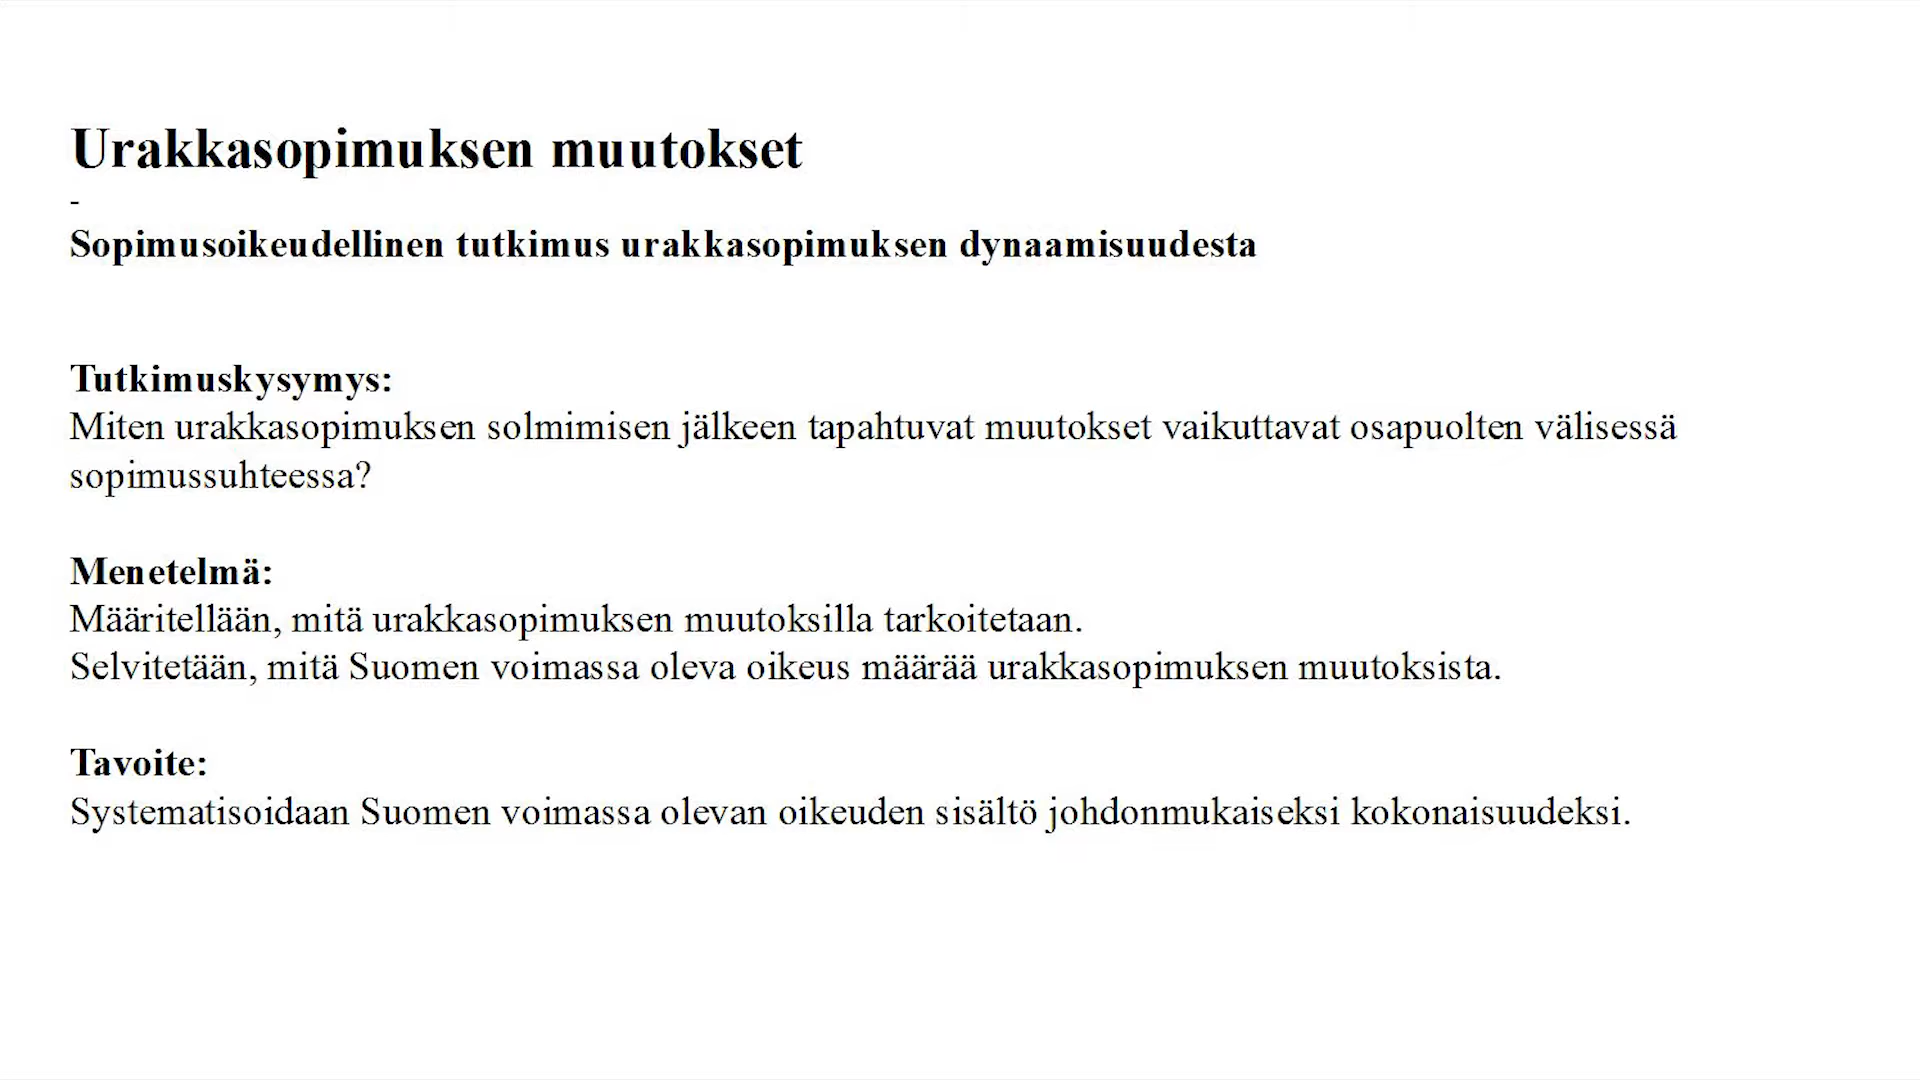 Urakkasopimuksen muutokset
-
Sopimusoikeudellinen tutkimus urakkasopimuksen dynaamisuudesta
Tutkimuskysymys:
Miten urakkasopimuksen solmimisen jälkeen tapahtuvat muutokset vaikuttavat osapuolten välisessä
sopimussuhteessa?
Menetelmä:
Määritellään, mitä urakkasopimuksen muutoksilla tarkoitetaan.
Selvitetään, mitä Suomen voimassa oleva oikeus määrää urakkasopimuksen muutoksista.
Tavoite:
Systematisoidaan Suomen voimassa olevan oikeuden sisältö johdonmukaiseksi kokonaisuudeksi.